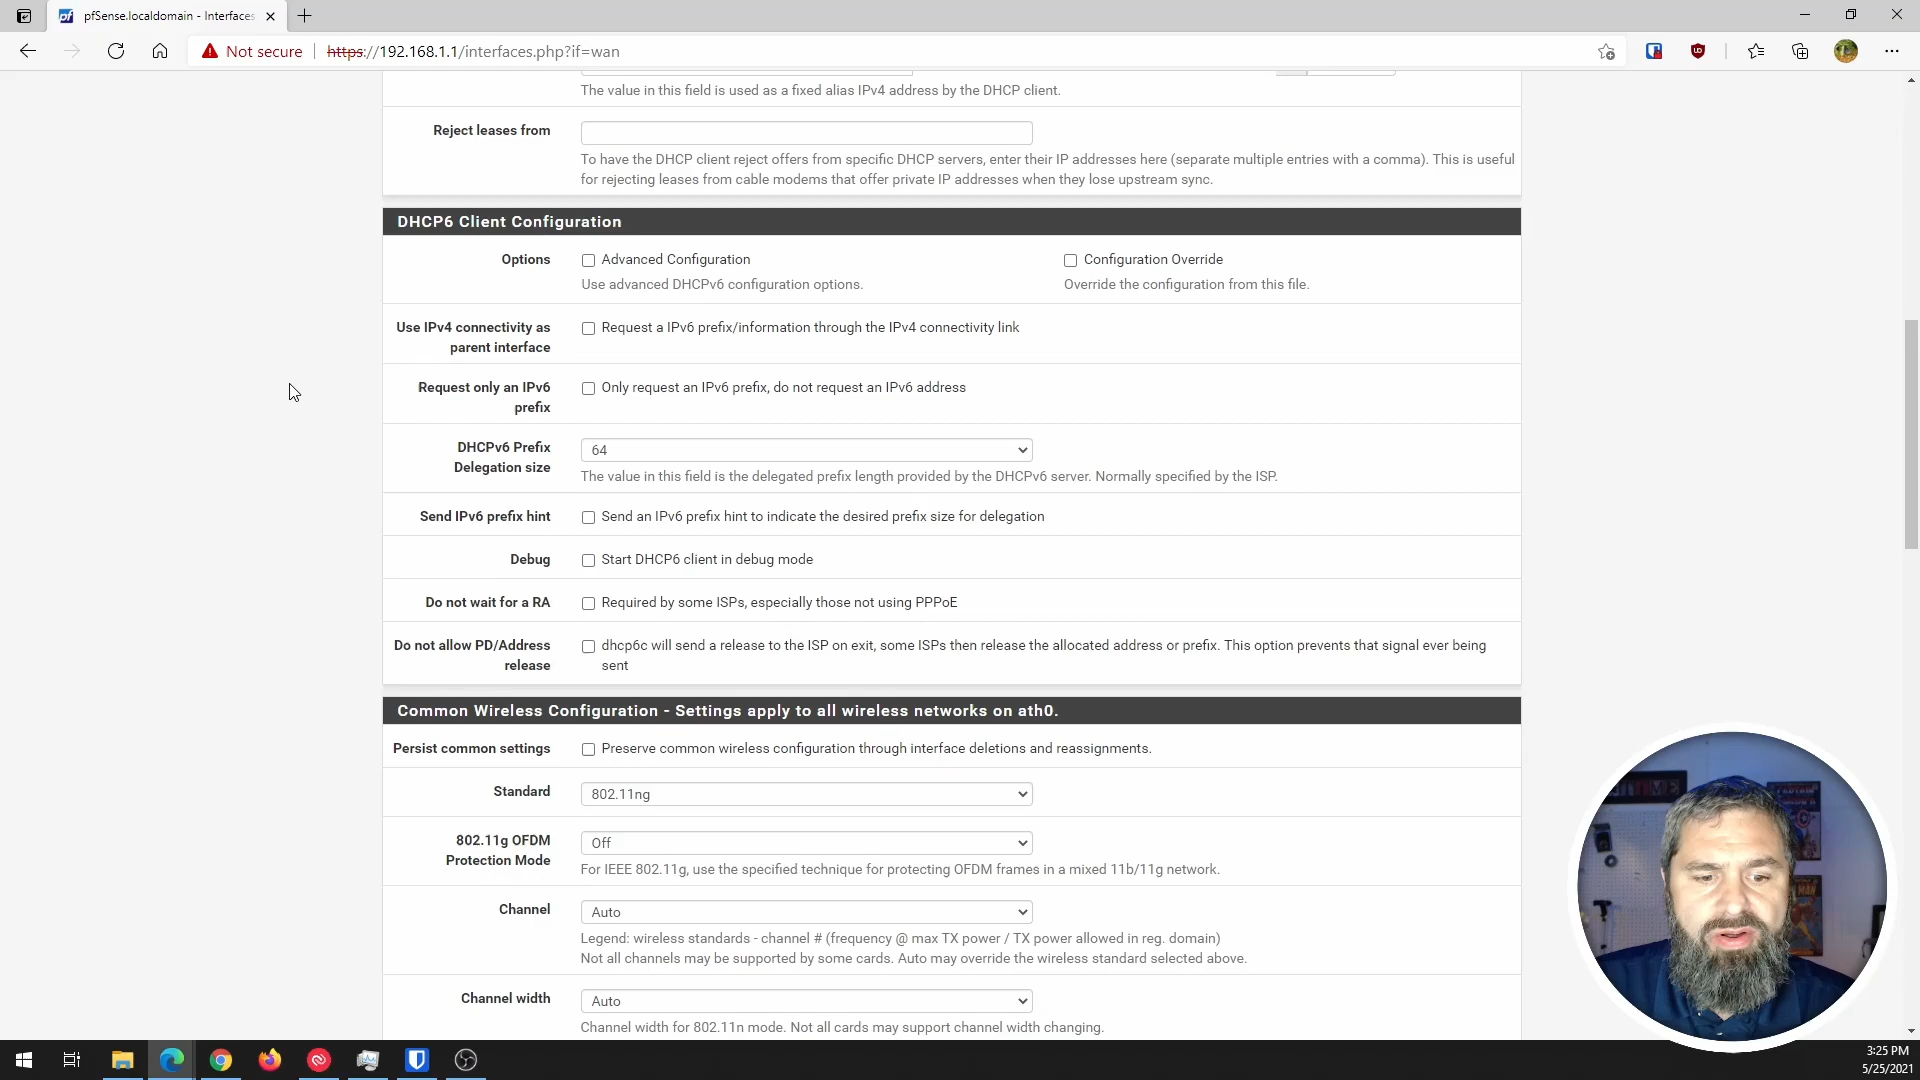 pfSense.localdomain - Interfaces
Not secure
https://192.168.1.1/interfaces.php?if=wan
The value in this field is used as a fixed alias IPv4 address by the DHCP client.
Reject leases from
To have the DHCP client reject offers from specific DHCP servers, enter their IP addresses here (separate multiple entries with a comma). This is useful
for rejecting leases from cable modems that offer private IP addresses when they lose upstream sync.
DHCP6 Client Configuration
Options
Advanced Configuration
Configuration Override
Use advanced DHCPv6 configuration options.
Override the configuration from this file.
Use IPv4 connectivity as
parent interface
Request a IPv6 prefix/information through the IPv4 connectivity link
Request only an IPv6
prefix
Only request an IPv6 prefix, do not request an IPv6 address
DHCPv6 Prefix
Delegation size
64
The value in this field is the delegated prefix length provided by the DHCPv6 server. Normally specified by the ISP.
Send IPv6 prefix hint
Send an IPv6 prefix hint to indicate the desired prefix size for delegation
Debug
Start DHCP6 client in debug mode
Do not wait for a RA
Required by some ISPs, especially those not using PPPoE
Do not allow PD/Address
release
dhcp6c will send a release to the ISP on exit, some ISPs then release the allocated address or prefix. This option prevents that signal ever being
sent
Common Wireless Configuration - Settings apply to all wireless networks on ath0.
Persist common settings
Preserve common wireless configuration through interface deletions and reassignments.
Standard
802.11ng
802.11g OFDM
Protection Mode
Off
For IEEE 802.11g, use the specified technique for protecting OFDM frames in a mixed 11b/11g network.
Channel
Auto
Legend: wireless standards - channel # (frequency @ max TX power / TX power allowed in reg. domain)
Not all channels may be supported by some cards. Auto may override the wireless standard selected above.
Channel width
Auto
Channel width for 802.11n mode. Not all cards may support channel width changing.
3:25 PM
5/25/2021